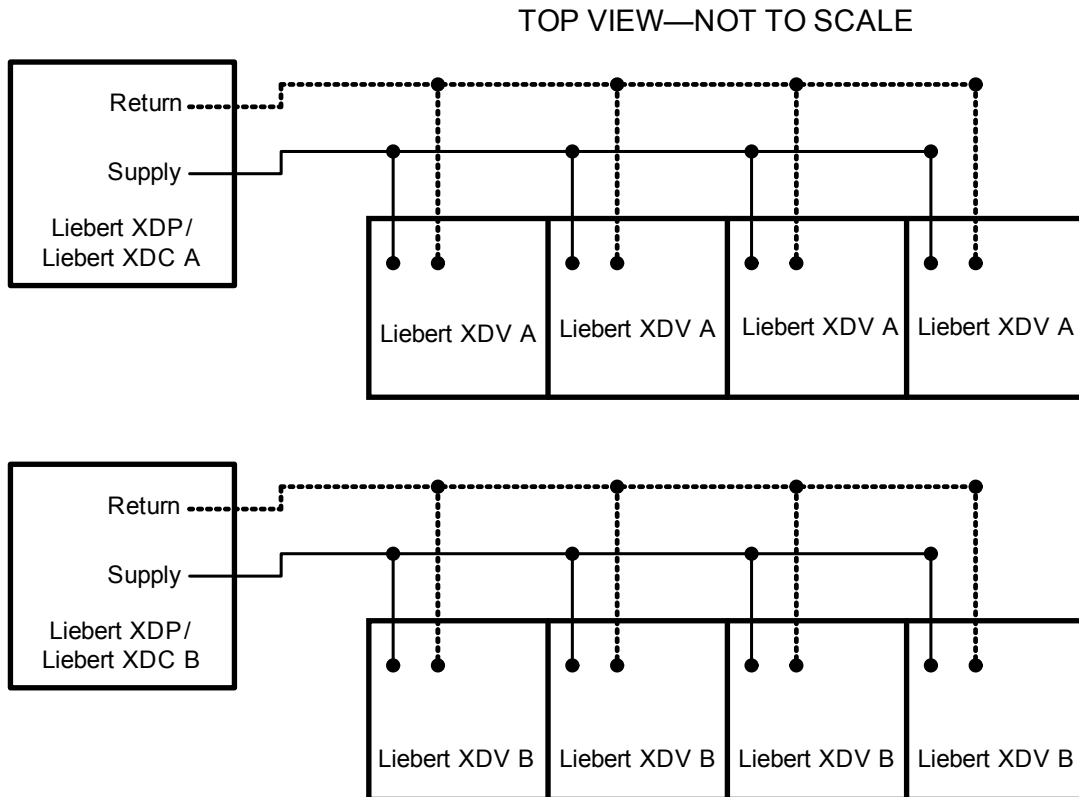 TOP VIEW—NOT TO SCALE
Return
Supply
Liebert XDP/
Liebert XDC A
Liebert XDV A
Liebert XDV A
Liebert XDV A
Liebert XDV A
Return
Supply
Liebert XDP/
Liebert XDC B
Liebert XDV B
Liebert XDV B
Liebert XDV B
Liebert XDV B